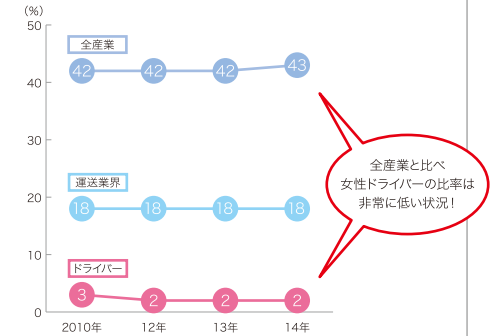 (%)
50
全産業
42 42 42 43
40
30
全産業と比べ
女性ドライバーの比率は
非常に低い状況！
運送業界
20
18 18 18 18
10
ドライバー
3 2 2 2
0
2010年 12年 13年 14年